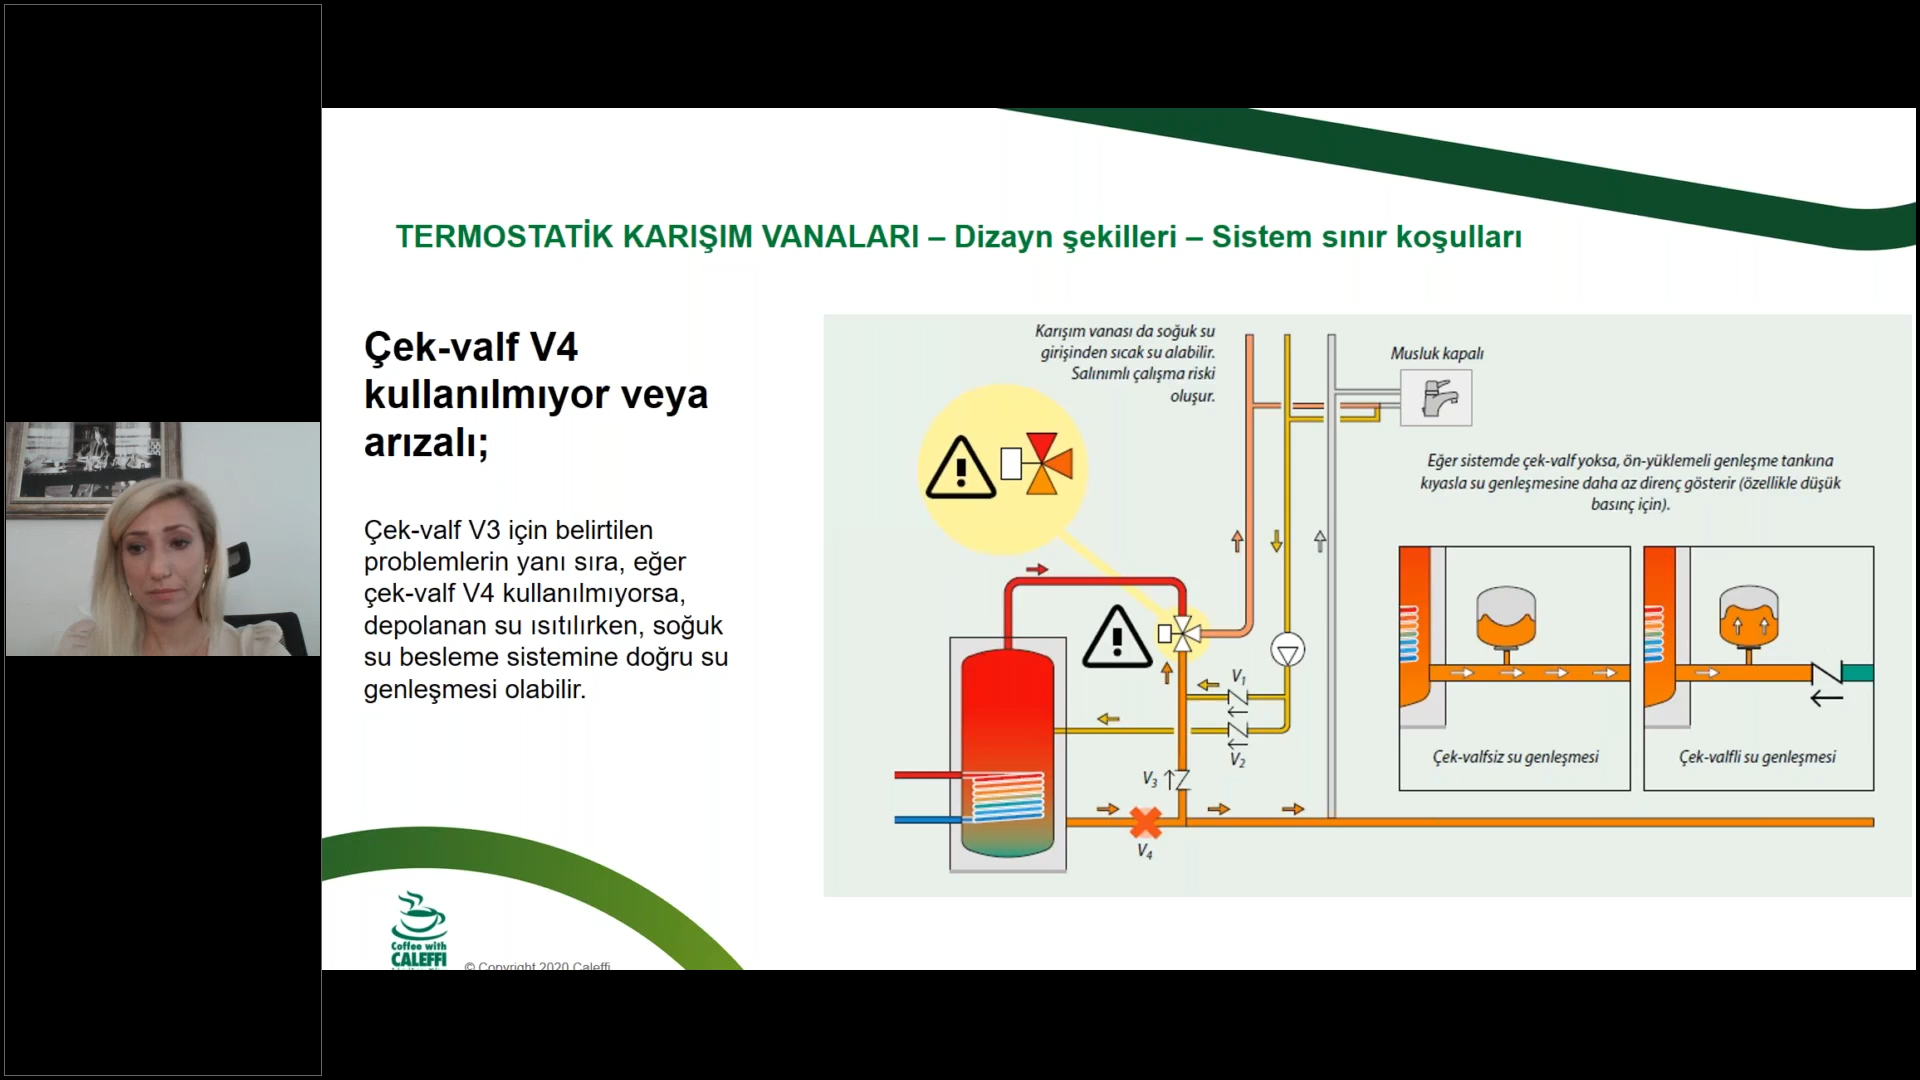 TERMOSTATİK KARIŞIM VANALARI – Dizayn şekilleri – Sistem sınır koşulları
Çek-valf V4
kullanılmıyor veya
arızalı;
Çek-valf V3 için belirtilen
problemlerin yanı sıra, eğer
çek-valf V4 kullanılmıyorsa,
depolanan su ısıtılırken, soğuk
su besleme sistemine doğru su
genleşmesi olabilir.
Karışım vanası da soğuk su
girişinden sıcak su alabilir.
Salınımlı çalışma riski
oluşur.
Musluk kapalı
Eğer sistemde çek-valf yoksa, ön-yüklemeli genleşme tankına
kıyasla su genleşmesine daha az direnç gösterir (özellikle düşük
basınç için).
V1
V2
V3
V4
Çek-valfsiz su genleşmesi
Çek-valfli su genleşmesi
Coffee with
CALEFFI
© Copyright 2020 Caleffi